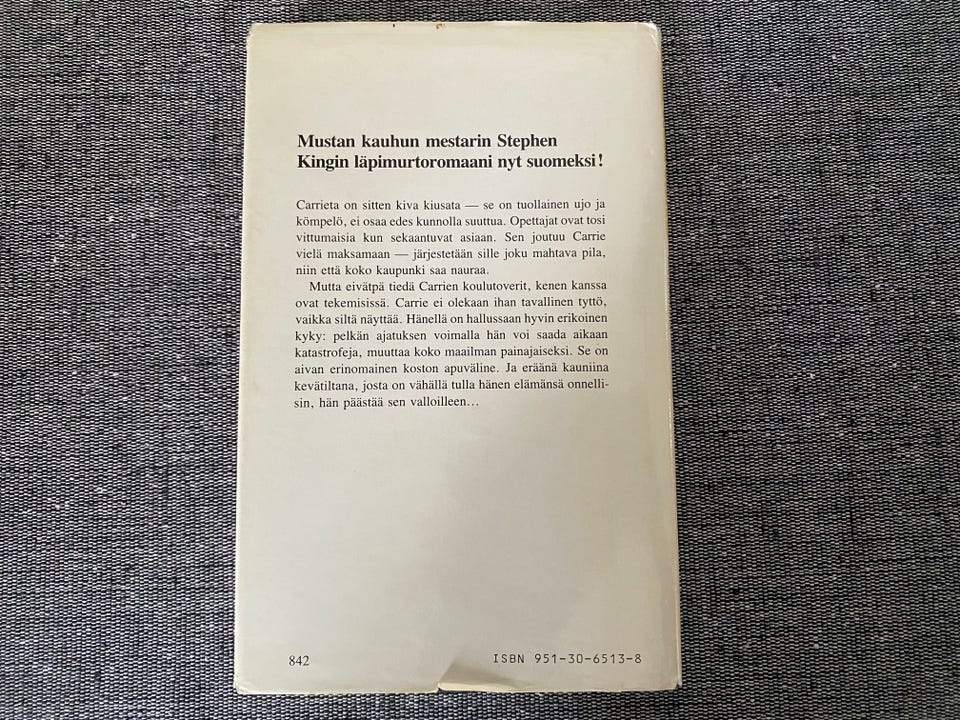 Mustan kauhun mestarin Stephen
Kingin läpimurtoromaani nyt suomeksi!
Carrieta on sitten kiva kiusata — se on tuollainen ujo ja
kömpelö, ei osaa edes kunnolla suuttua. Opettajat ovat tosi
vittumaisia kun sekaantuvat asiaan. Sen joutuu Carrie
vielä maksamaan — järjestetään sille joku mahtava pila,
niin että koko kaupunki saa nauraa.
Mutta eivätpä tiedä Carrien koulutoverit, kenen kanssa
ovat tekemisissä. Carrie ei olekaan ihan tavallinen tyttö,
vaikka siltä näyttää. Hänellä on hallussaan hyvin erikoinen
kyky: pelkän ajatuksen voimalla hän voi saada aikaan
katastrofeja, muuttaa koko maailman painajaiseksi. Se on
aivan erinomainen koston apuväline. Ja eräänä kauniina
kevätiltana, josta on vähällä tulla hänen elämänsä onnelli-
sin, hän päästää sen valloilleen...
842
ISBN 951-30-6513-8